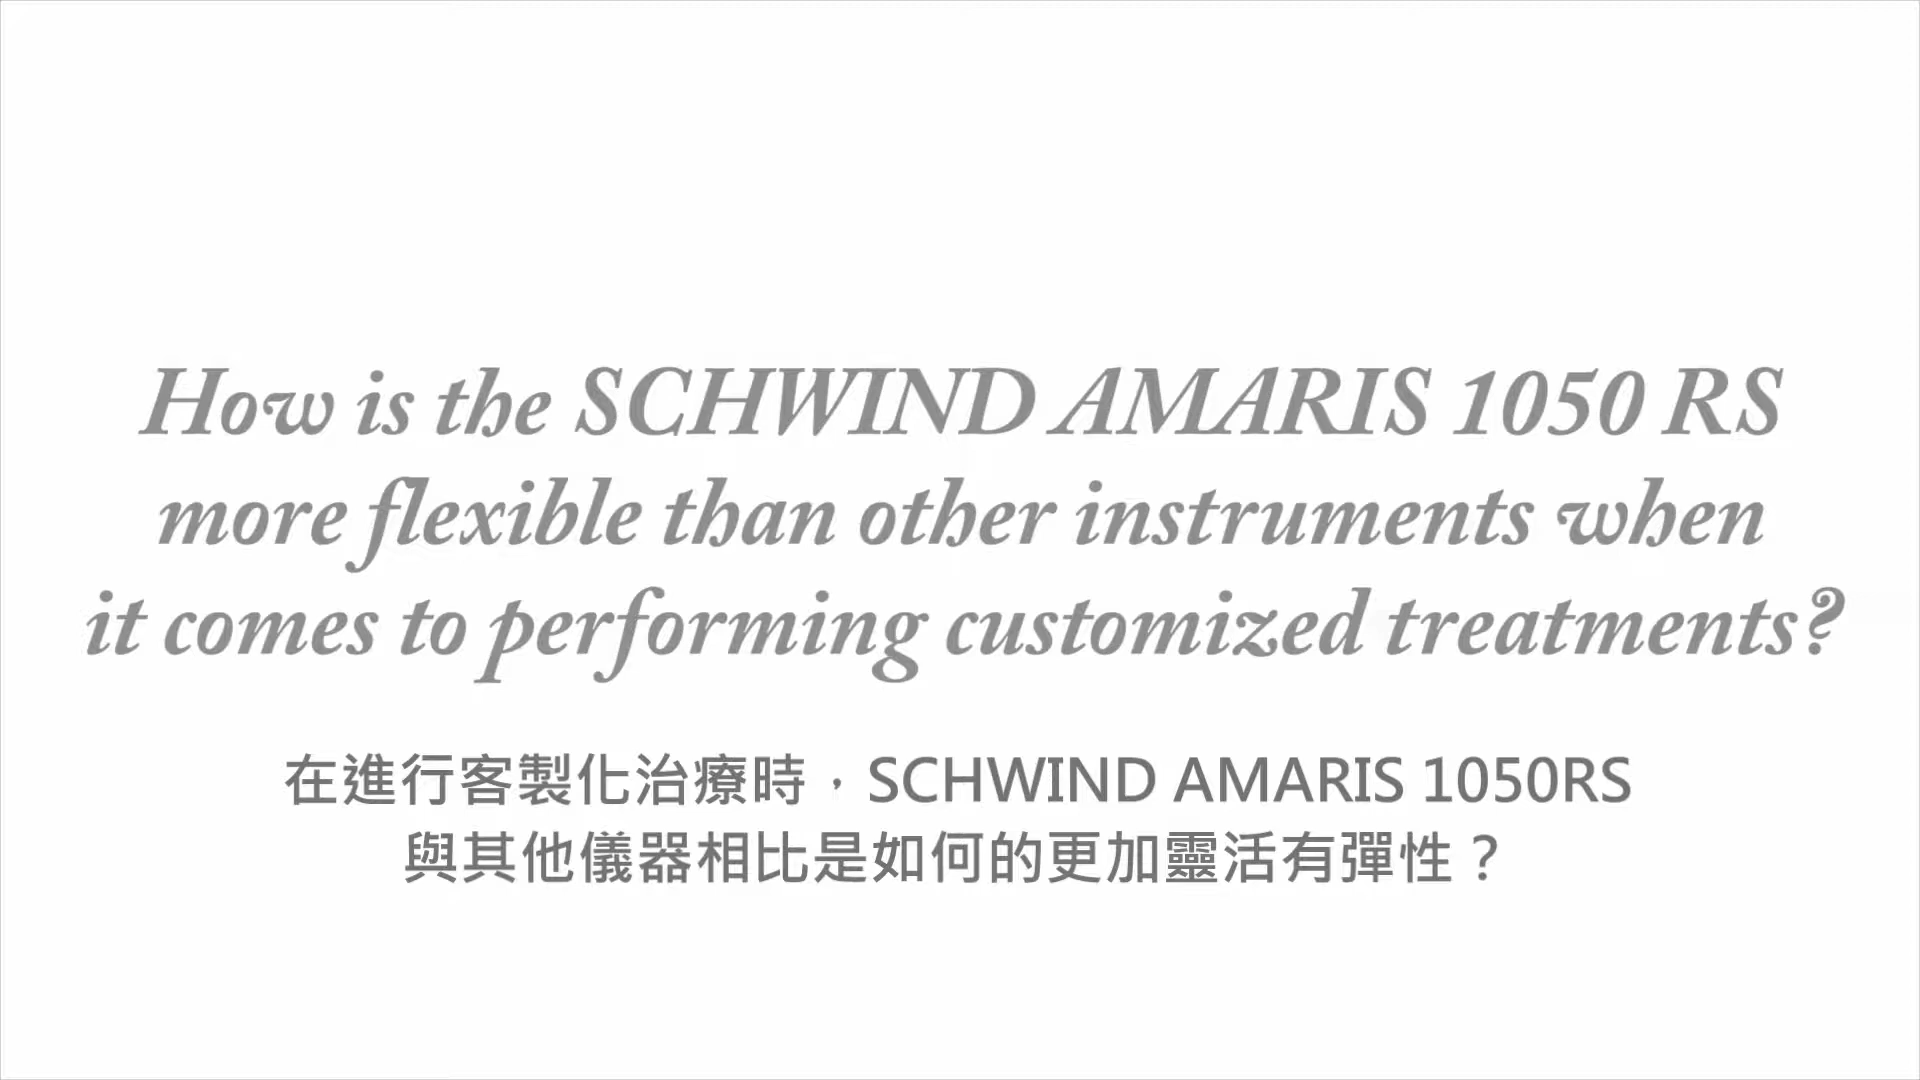 How is the SCHWIND AMARIS 1050 RS
more flexible than other instruments when
it comes to performing customized treatments?
在進行客製化治療時，SCHWIND AMARIS 1050RS
與其他儀器相比是如何的更加靈活有彈性？